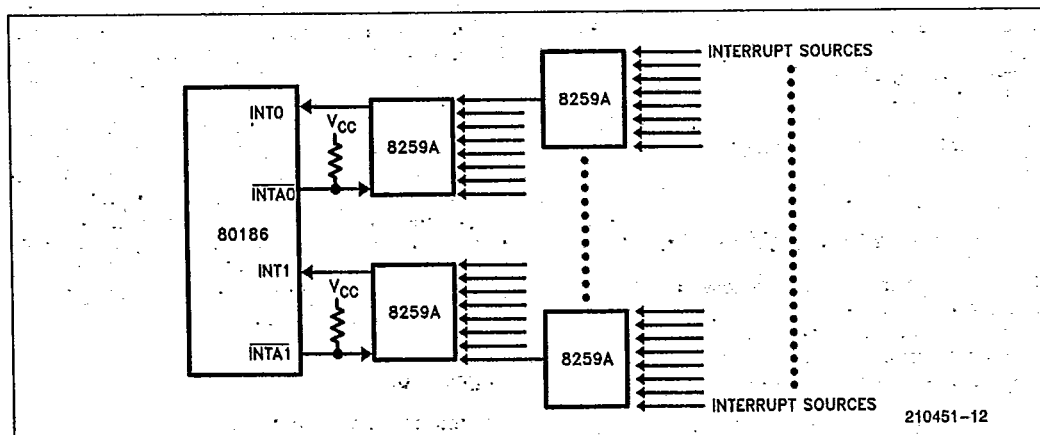 INTERRUPT SOURCES
8259A
INT0
VCC
8259A
INTA0
80186
INT1
VCC
8259A
INTA1
8259A
INTERRUPT SOURCES
210451-12